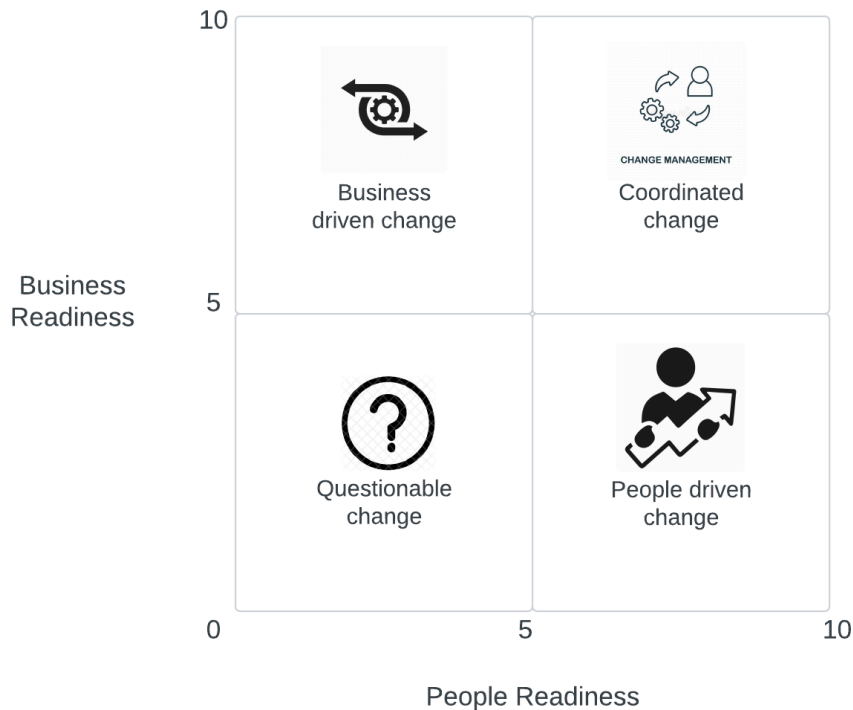 10
Business
driven change
CHANGE MANAGEMENT
Coordinated
change
Business
Readiness
5
Questionable
change
People driven
change
0
5
10
People Readiness